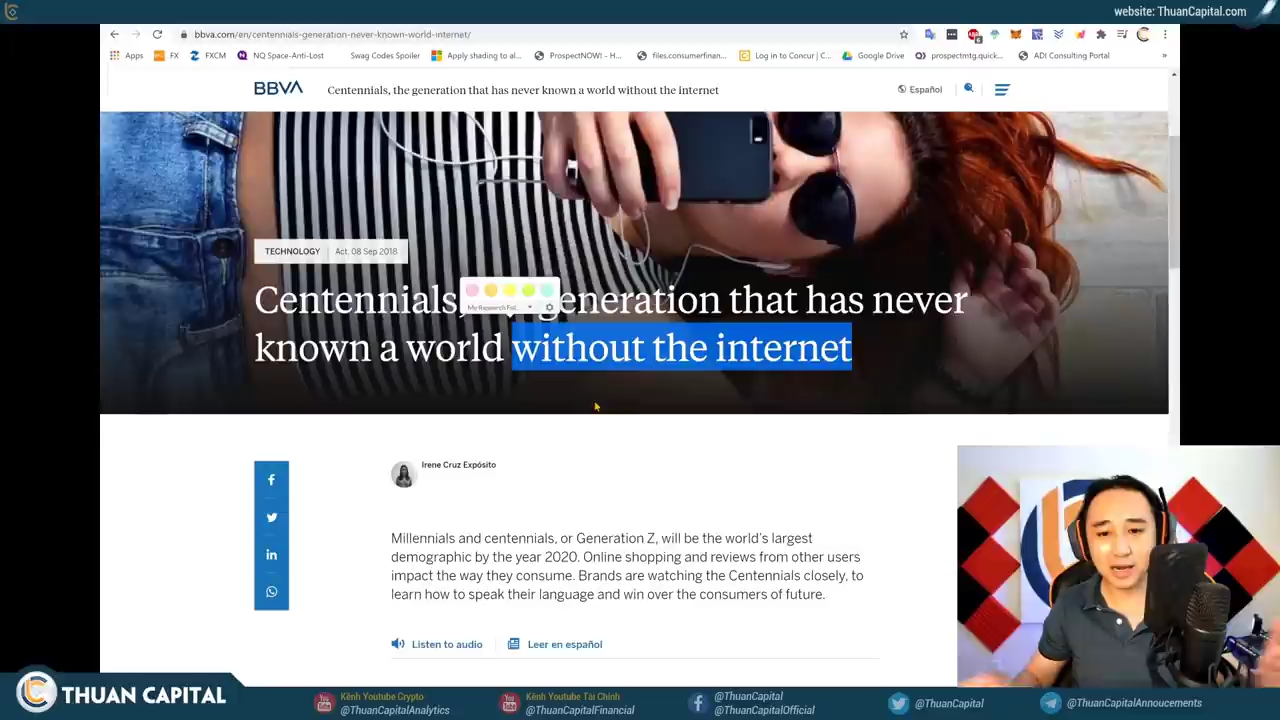 website: ThuanCapital.com
bbva.com/en/centennials-generation-never-known-world-internet/
Apps FX FXCM NQ Space-Anti-Lost Swag Codes Spoiler Apply shading to al... ProspectNOW! – H... files.consumerfinan... Log in to Concur | C... Google Drive prospectmtg.quick... ADI Consulting Portal »
BBVA
Centennials, the generation that has never known a world without the internet
Español
TECHNOLOGY | Act. 08 Sep 2018
My Research Fol...
Centennials, generation that has never
known a world without the internet
Irene Cruz Expósito
Millennials and centennials, or Generation Z, will be the world's largest
demographic by the year 2020. Online shopping and reviews from other users
impact the way they consume. Brands are watching the Centennials closely, to
learn how to speak their language and win over the consumers of future.
Listen to audio Leer en español
THUAN CAPITAL
Kênh Youtube Crypto
@ThuanCapitalAnalytics
Kênh Youtube Tài Chính
@ThuanCapitalFinancial
@ThuanCapital
@ThuanCapitalOfficial
@ThuanCapital
@ThuanCapitalAnnoucements